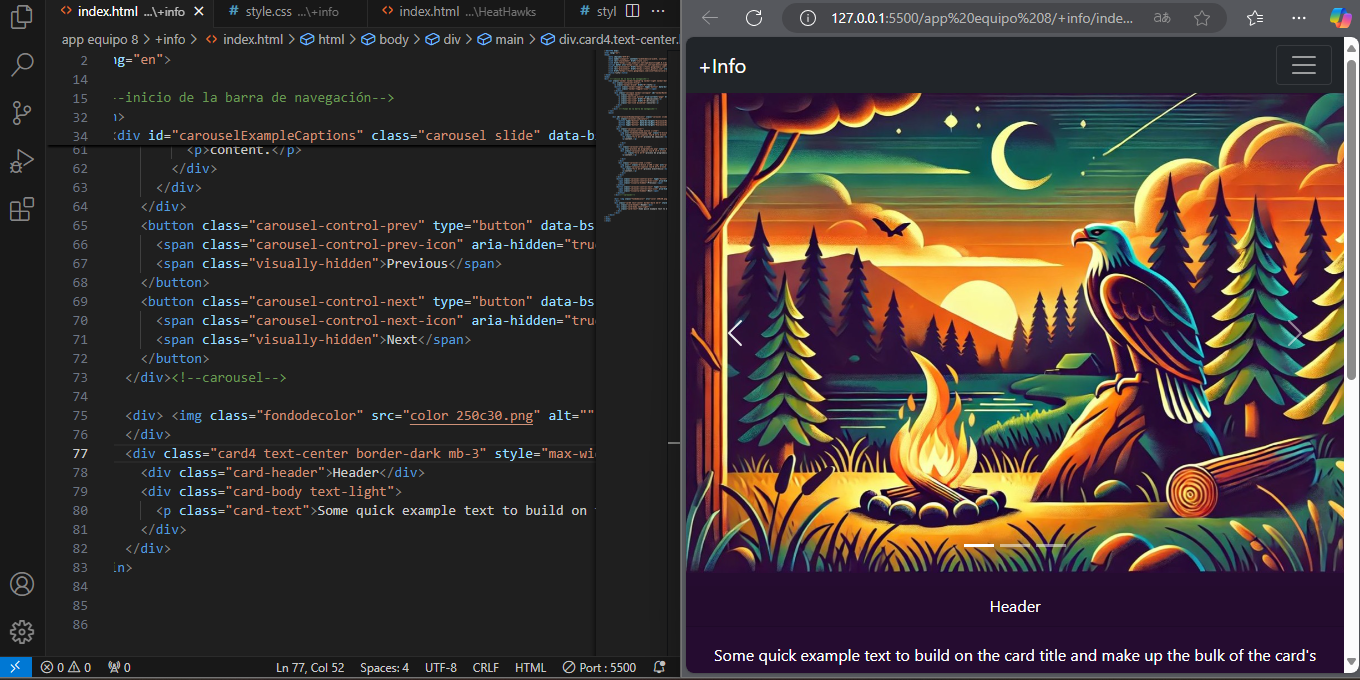 index.html ...\+info
style.css ...\+info
index.html ...\HeatHawks
styl
app equipo 8 > +info > index.html > html > body > div > main > div.card4.text-center.
2 ng="en">
14
15 --inicio de la barra de navegación-->
32 >
34 <div id="carouselExampleCaptions" class="carousel slide" data-b
61 <p>content.</p>
62 </div>
63 </div>
64 </div>
65 <button class="carousel-control-prev" type="button" data-bs
66 <span class="carousel-control-prev-icon" aria-hidden="true
67 <span class="visually-hidden">Previous</span>
68 </button>
69 <button class="carousel-control-next" type="button" data-bs
70 <span class="carousel-control-next-icon" aria-hidden="true
71 <span class="visually-hidden">Next</span>
72 </button>
73 </div><!--carousel-->
74
75 <div> <img class="fondodecolor" src="color 250c30.png" alt=""
76 </div>
77 <div class="card4 text-center border-dark mb-3" style="max-wi
78 <div class="card-header">Header</div>
79 <div class="card-body text-light">
80 <p class="card-text">Some quick example text to build on
81 </div>
82 </div>
83 in>
84
85
86
0 0 0 Ln 77, Col 52 Spaces: 4 UTF-8 CRLF HTML Port : 5500
127.0.0.1:5500/app%20equipo%208/+info/inde...
+Info
Header
Some quick example text to build on the card title and make up the bulk of the card's